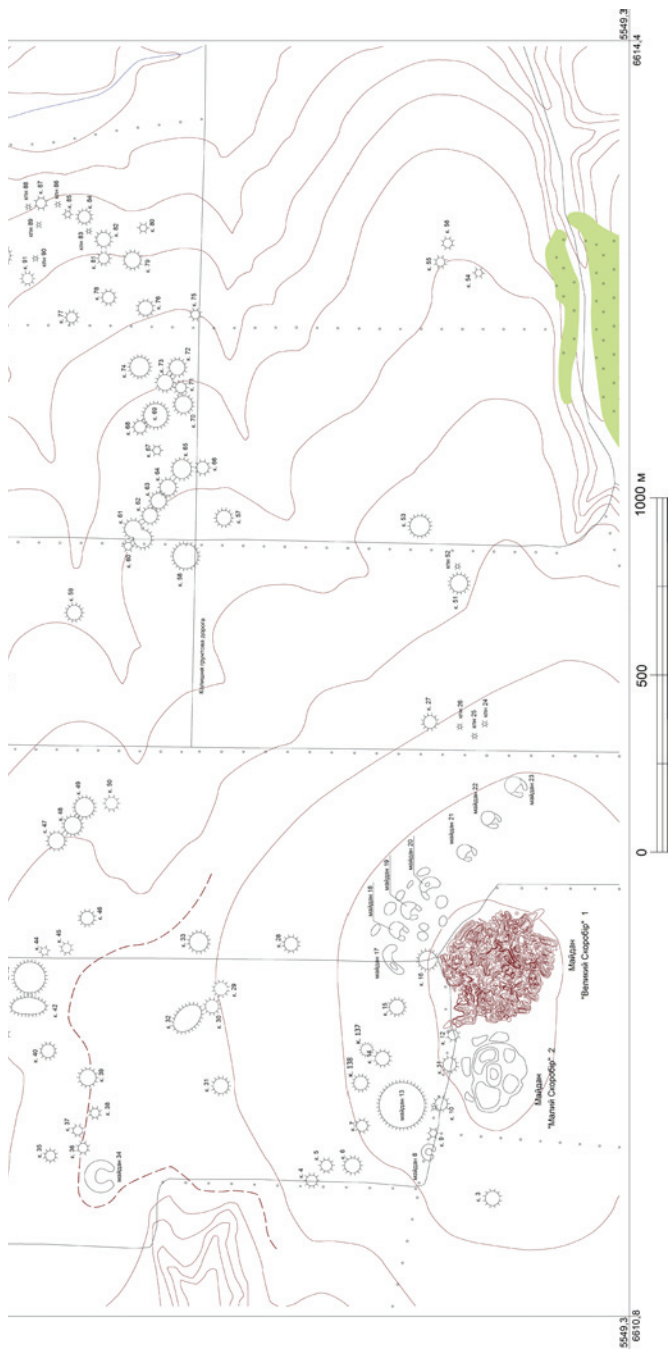 5549,3
6614,4
кпн 88
к. 87
кпн 86
к. 85
к. 84
кпн 89
кпн 83
к. 82
к. 80
кпн 90
к. 91
к. 81
к. 79
к. 78
к. 76
к. 77
к. 75
к. 56
к. 55
к. 54
к. 74
к. 73
к. 72
к. 71
к. 70
к. 69
к. 68
к. 67
к. 66
к. 65
к. 64
к. 63
к. 62
к. 61
к. 60
к. 58
к. 57
к. 53
кпн 52
к. 51
к. 59
Колишня ґрунтова дорога
1000 М
500
0
к. 27
кпн 26
кпн 25
кпн 24
к. 50
к. 49
к. 48
к. 47
к. 46
к. 45
к. 44
к. 42
к. 40
к. 39
к. 38
к. 37
к. 36
к. 35
майдан 34
к. 33
к. 32
к. 31
к. 30
к. 29
к. 28
майдан 23
майдан 22
майдан 21
майдан 20
майдан 19
майдан 18
майдан 17
к. 16
к. 15
к. 137
к. 14
к. 138
майдан 13
к. 12
к. 11
к. 10
к. 9
майдан 8
к. 7
к. 6
к. 5
к. 4
к. 3
Майдан
"Великий Скоробір" 1
Майдан
"Малий Скоробір" 2
5549,3
6610,8